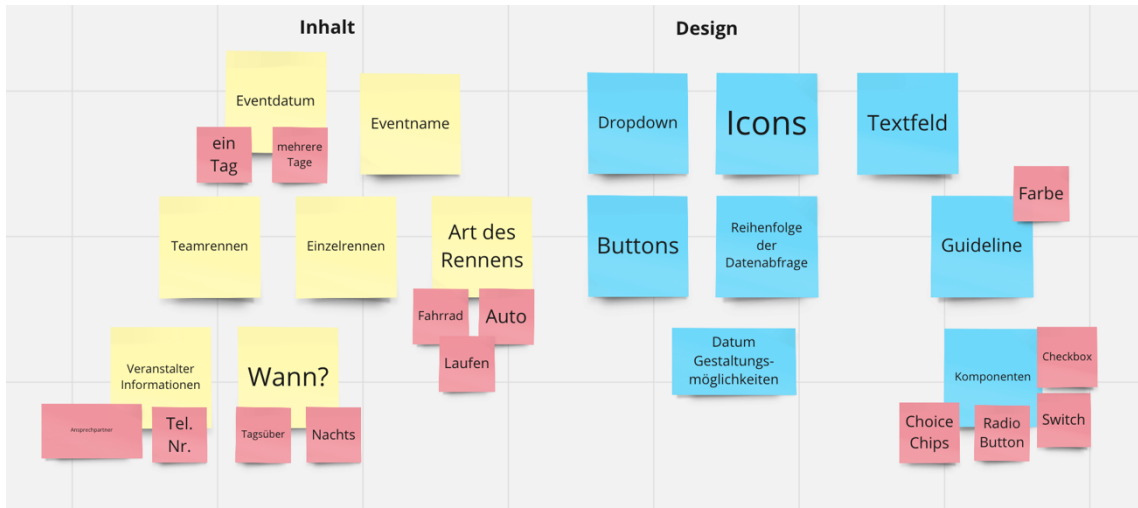 Inhalt
Eventdatum
ein
Tag
mehrere
Tage
Eventname
Teamrennen
Einzelrennen
Art des
Rennens
Fahrrad
Auto
Laufen
Veranstalter
Informationen
Ansprechpartner
Tel.
Nr.
Wann?
Tagsüber
Nachts
Design
Dropdown
Icons
Textfeld
Buttons
Reihenfolge
der
Datenabfrage
Farbe
Guideline
Datum
Gestaltungs-
möglichkeiten
Komponenten
Checkbox
Choice
Chips
Radio
Button
Switch